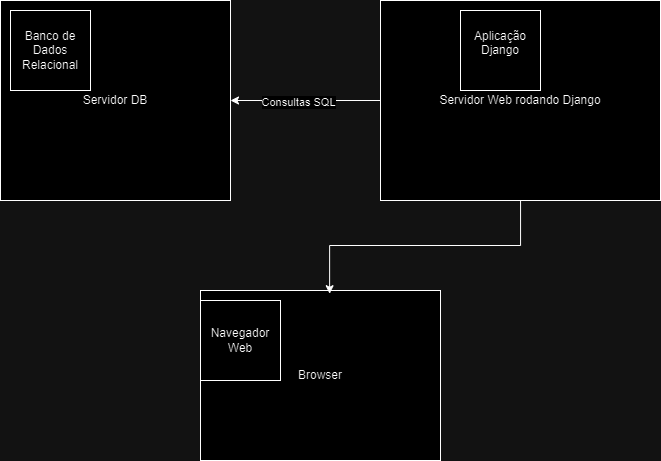 Banco de
Dados
Relacional
Servidor DB
Consultas SQL
Aplicação
Django
Servidor Web rodando Django
Navegador
Web
Browser